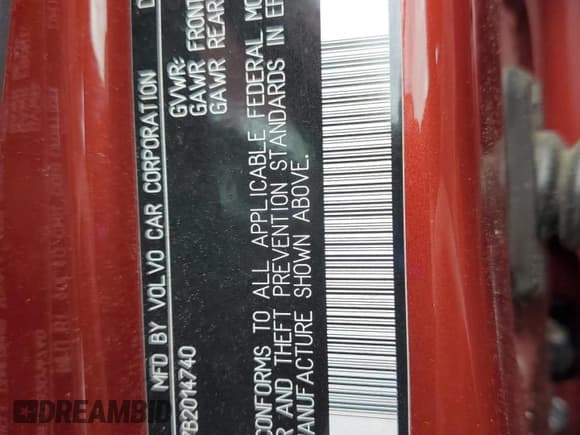 MFD BY VOLVO CAR CORPORATION D
GVWR:
GAWR FRONT
GAWR REAR
7B2014740
CONFORMS TO ALL APPLICABLE FEDERAL MO
R AND THEFT PREVENTION STANDARDS IN EF
MANUFACTURE SHOWN ABOVE.
DREAMBID